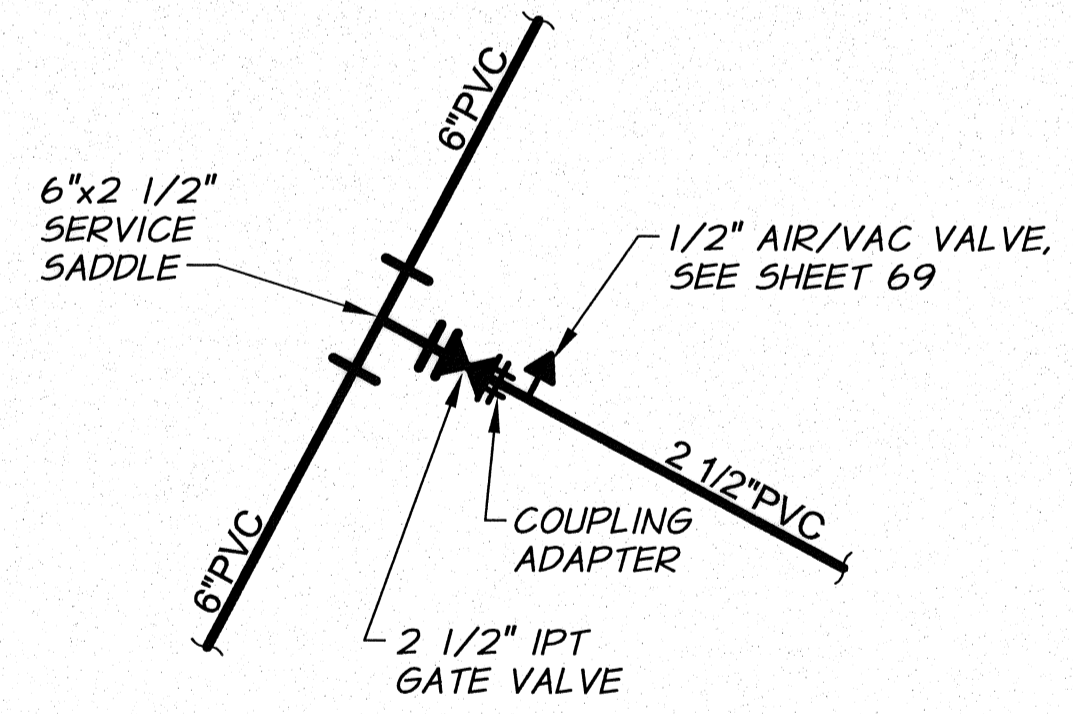 6"PVC
6"x2 1/2"
SERVICE
SADDLE
1/2" AIR/VAC VALVE,
SEE SHEET 69
2 1/2"PVC
COUPLING
ADAPTER
6"PVC
2 1/2" IPT
GATE VALVE